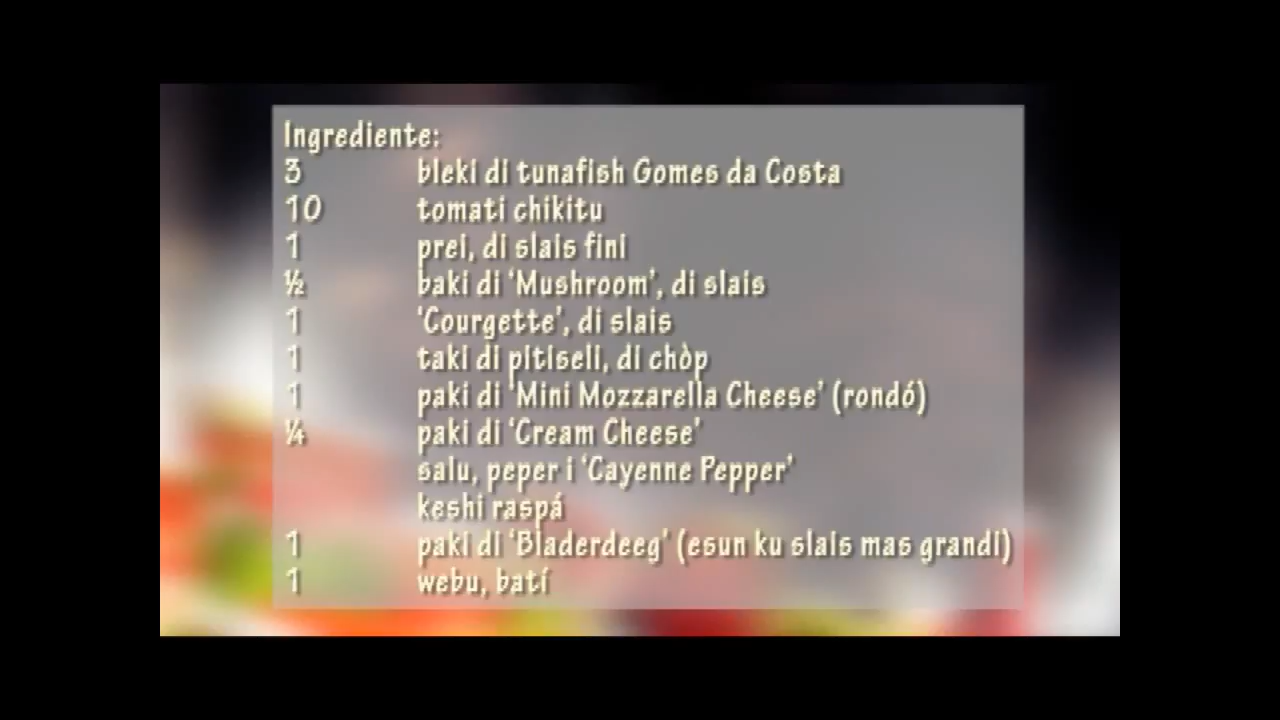 Ingrediente:
3 bleki di tunafish Gomes da Costa
10 tomati chikitu
1 prei, di slais fini
½ baki di ‘Mushroom’, di slais
1 ‘Courgette’, di slais
1 taki di pitiseli, di chòp
1 paki di ‘Mini Mozzarella Cheese’ (rondó)
¼ paki di ‘Cream Cheese’
salu, peper i ‘Cayenne Pepper’
keshi raspá
1 paki di ‘Bladerdeeg’ (esun ku slais mas grandi)
1 webu, batí